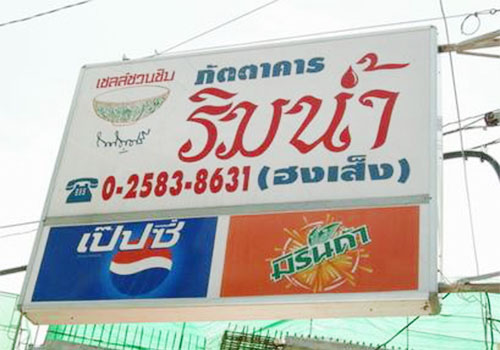 เชลล์ชวนชิม
ภัตตาคาร
ริมน้ำ
0-2583-8631 (ฮงเส็ง)
เป๊ปซี่
มิรินด้า